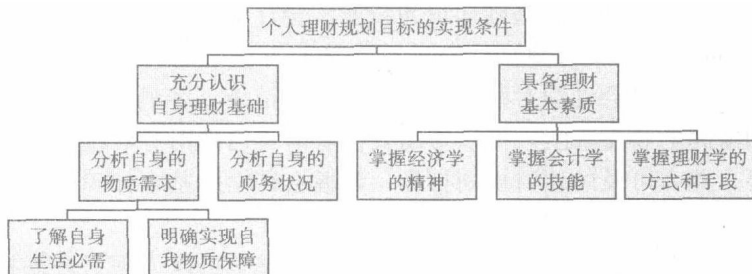 个人理财规划目标的实现条件
充分认识
自身理财基础
具备理财
基本素质
分析自身的
物质需求
分析自身的
财务状况
掌握经济学
的精神
掌握会计学
的技能
掌握理财学的
方式和手段
了解自身
生活必需
明确实现自
我物质保障